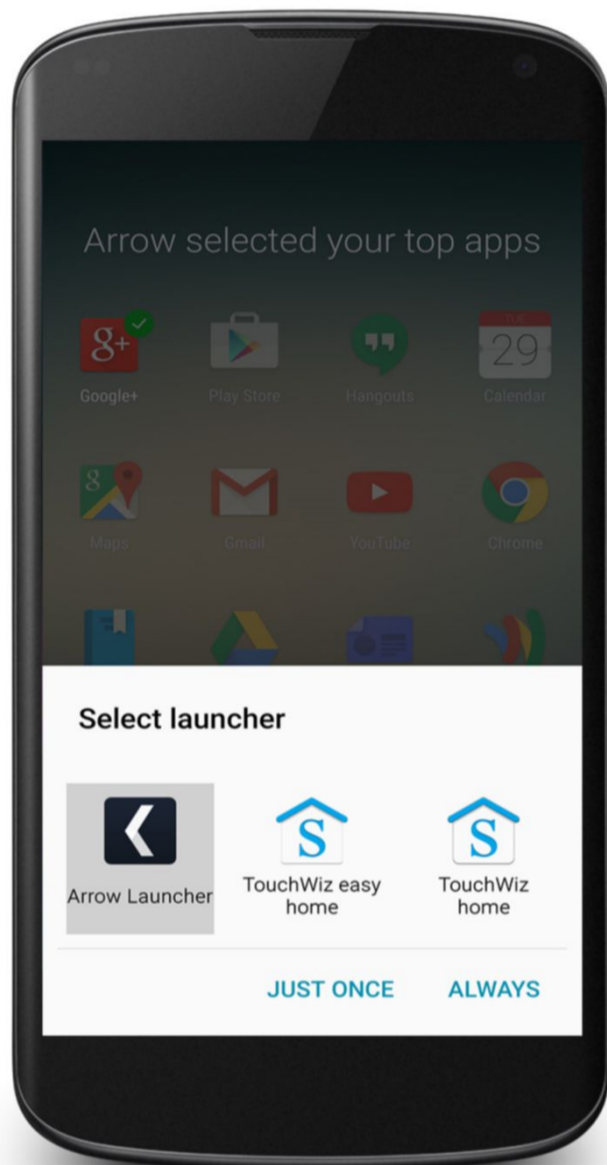 Arrow selected your top apps
g+
TUE
29
Google+ Play Store Hangouts Calendar
8
Maps Gmail YouTube Chrome
Select launcher
S S
Arrow Launcher TouchWiz easy home TouchWiz home
JUST ONCE ALWAYS